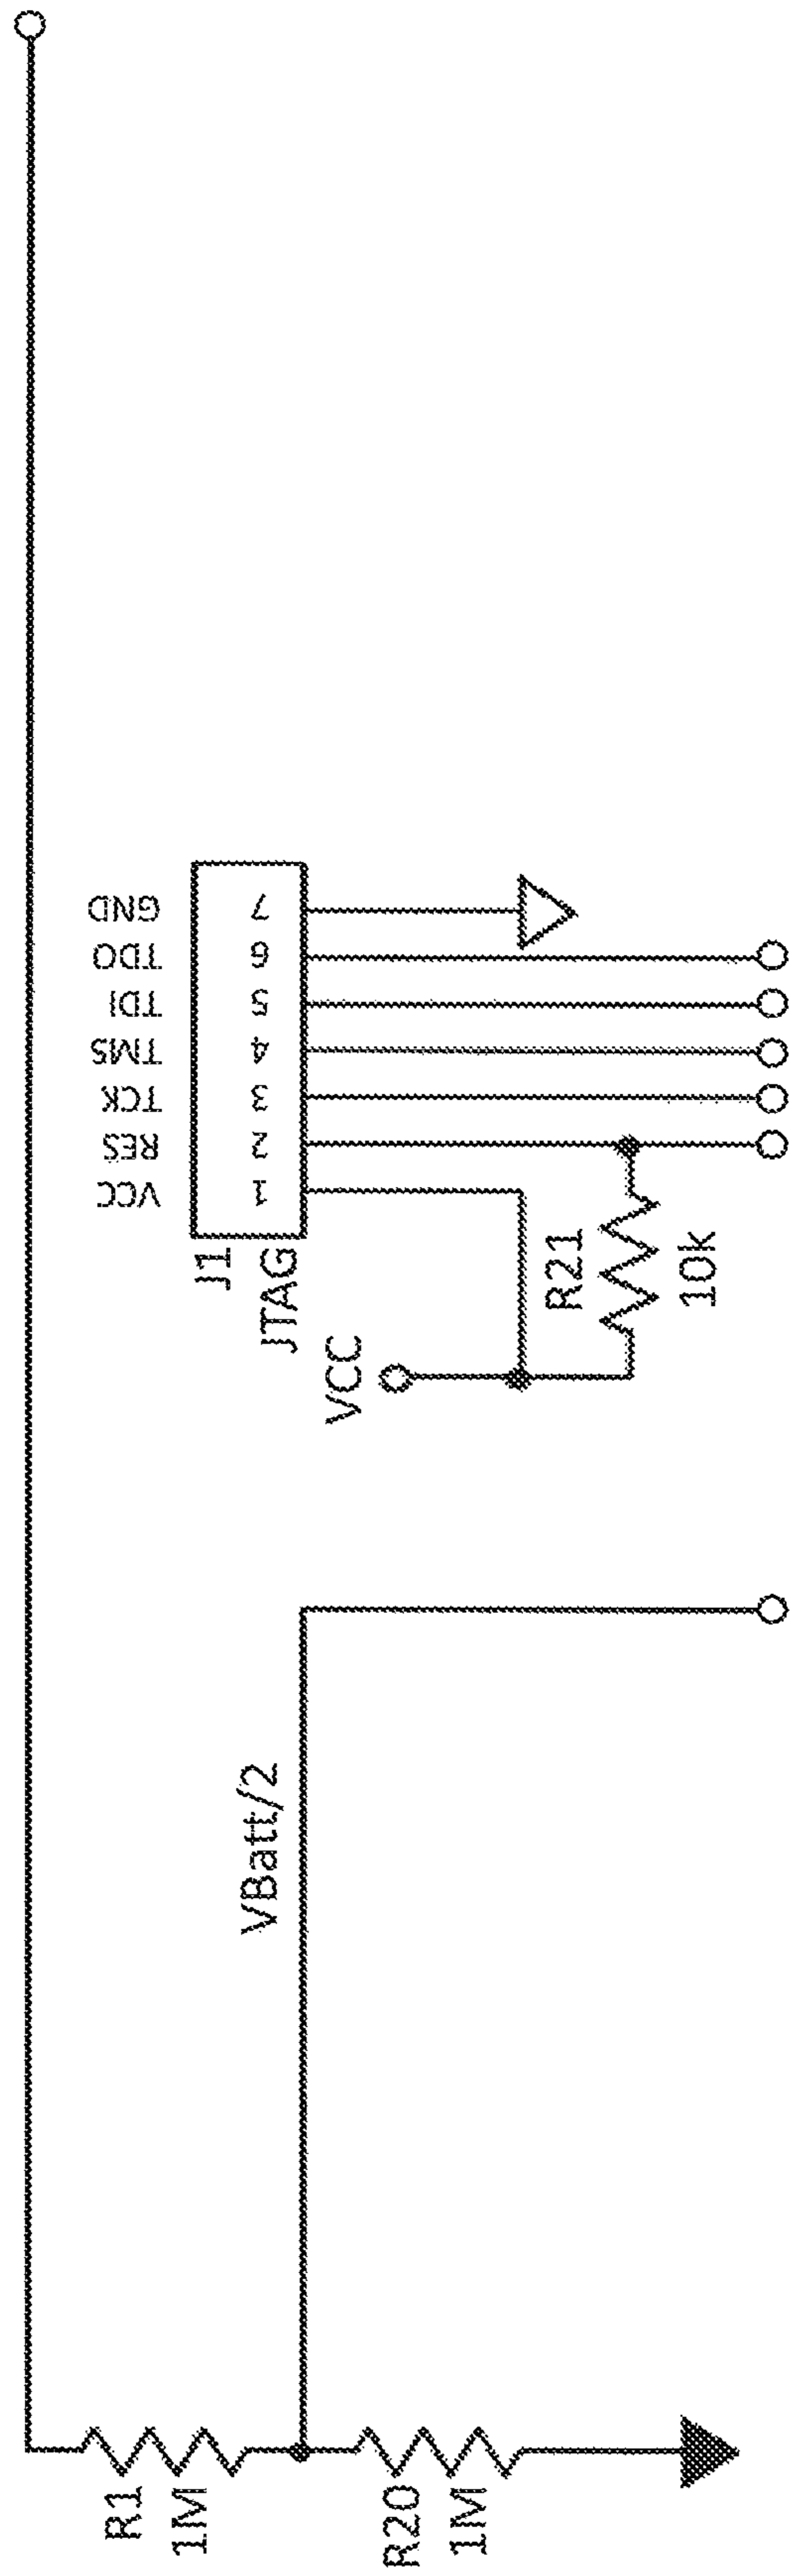 R1
1M
R20
1M
VBatt/2
J1
JTAG
VCC
RES
TCK
TMS
TDI
TDO
GND
1
2
3
4
5
6
7
VCC
R21
10k